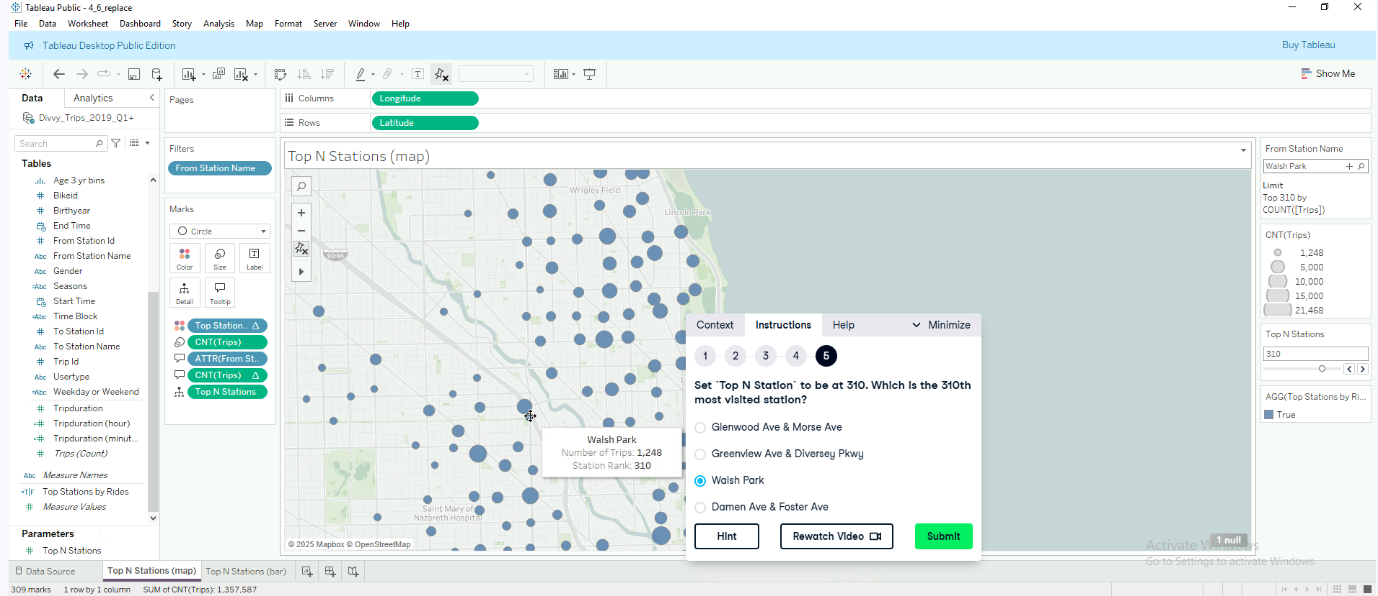 Tableau Public - 4_6_replace
File Data Worksheet Dashboard Story Analysis Map Format Server Window Help
Tableau Desktop Public Edition
Buy Tableau
Show Me
Data Analytics
Divvy_Trips_2019_Q1+
Search
Tables
Age 3 yr bins
# Bikeid
# Birthyear
End Time
# From Station Id
Abc From Station Name
Abc Gender
Abc Seasons
Start Time
Abc Time Block
# To Station Id
Abc To Station Name
# Trip Id
Abc Usertype
Abc Weekday or Weekend
# Tripduration
# Tripduration (hour)
# Tripduration (minut...
# Trips (Count)
Abc Measure Names
T|F Top Stations by Rides
# Measure Values
Parameters
# Top N Stations
Pages
Filters
From Station Name
Marks
Circle
Color Size Label
Detail Tooltip
Top Station.. Δ
CNT(Trips)
ATTR(From St..
CNT(Trips) Δ
Top N Stations
Columns Longitude
Rows Latitude
Top N Stations (map)
Wrigley Field
Lincoln Park
Saint Mary of
Nazareth Hospital
Walsh Park
Number of Trips: 1,248
Station Rank: 310
© 2025 Mapbox © OpenStreetMap
1 null
Context Instructions Help Minimize
1 2 3 4 5
Set `Top N Station` to be at 310. Which is the 310th
most visited station?
Glenwood Ave & Morse Ave
Greenview Ave & Diversey Pkwy
Walsh Park
Damen Ave & Foster Ave
Hint Rewatch Video Submit
From Station Name
Walsh Park
Limit
Top 310 by
COUNT([Trips])
CNT(Trips)
1,248
5,000
10,000
15,000
21,468
Top N Stations
310
AGG(Top Stations by Ri...
True
Activate Windows
Go to Settings to activate Windows.
Data Source Top N Stations (map) Top N Stations (bar)
309 marks 1 row by 1 column SUM of CNT(Trips): 1,357,587